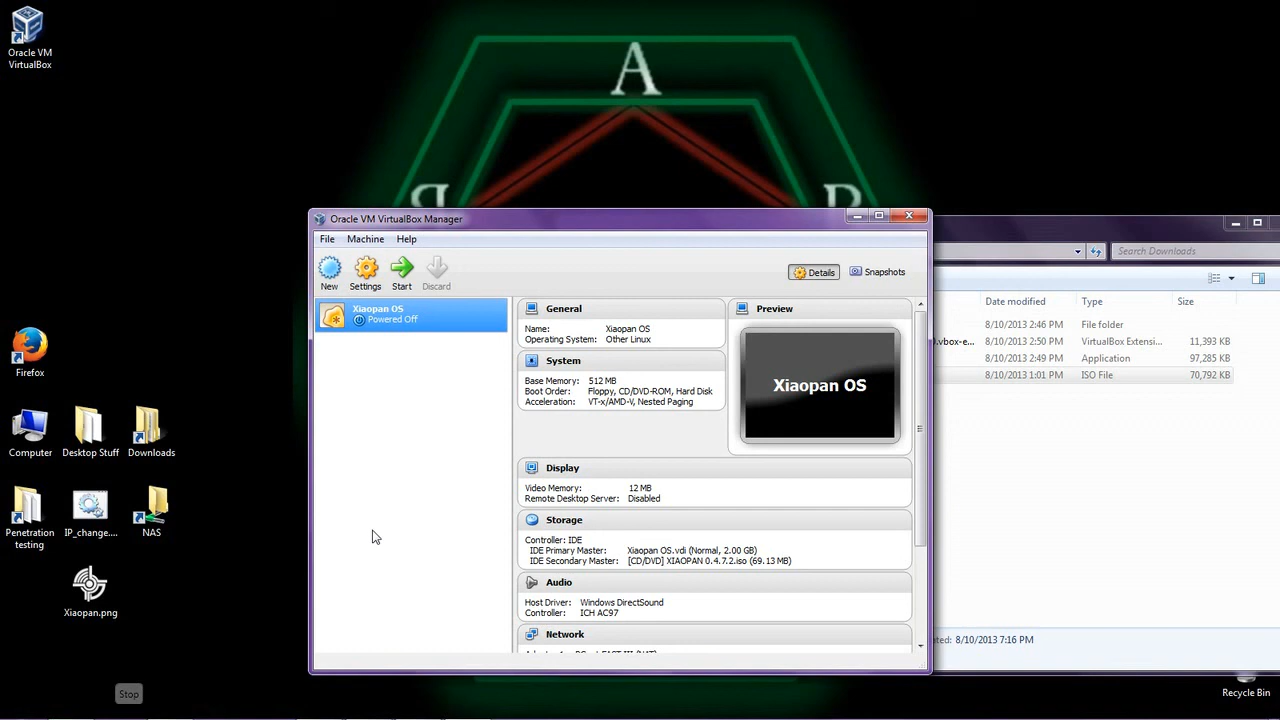 Oracle VM
VirtualBox
A
Oracle VM VirtualBox Manager
File Machine Help
New Settings Start Discard
Details Snapshots
Search Downloads
Xiaopan OS
Powered Off
General
Name: Xiaopan OS
Operating System: Other Linux
System
Base Memory: 512 MB
Boot Order: Floppy, CD/DVD-ROM, Hard Disk
Acceleration: VT-x/AMD-V, Nested Paging
Preview
Xiaopan OS
Display
Video Memory: 12 MB
Remote Desktop Server: Disabled
Storage
Controller: IDE
IDE Primary Master: Xiaopan OS.vdi (Normal, 2.00 GB)
IDE Secondary Master: [CD/DVD] XIAOPAN 0.4.7.2.iso (69.13 MB)
Audio
Host Driver: Windows DirectSound
Controller: ICH AC97
Network
Date modified Type Size
8/10/2013 2:46 PM File folder
0.vbox-e... 8/10/2013 2:50 PM VirtualBox Extensi... 11,393 KB
8/10/2013 2:49 PM Application 97,285 KB
8/10/2013 1:01 PM ISO File 70,792 KB
8/10/2013 7:16 PM
Firefox
Computer
Desktop Stuff
Downloads
Penetration
testing
IP_change....
NAS
Xiaopan.png
Stop
Recycle Bin